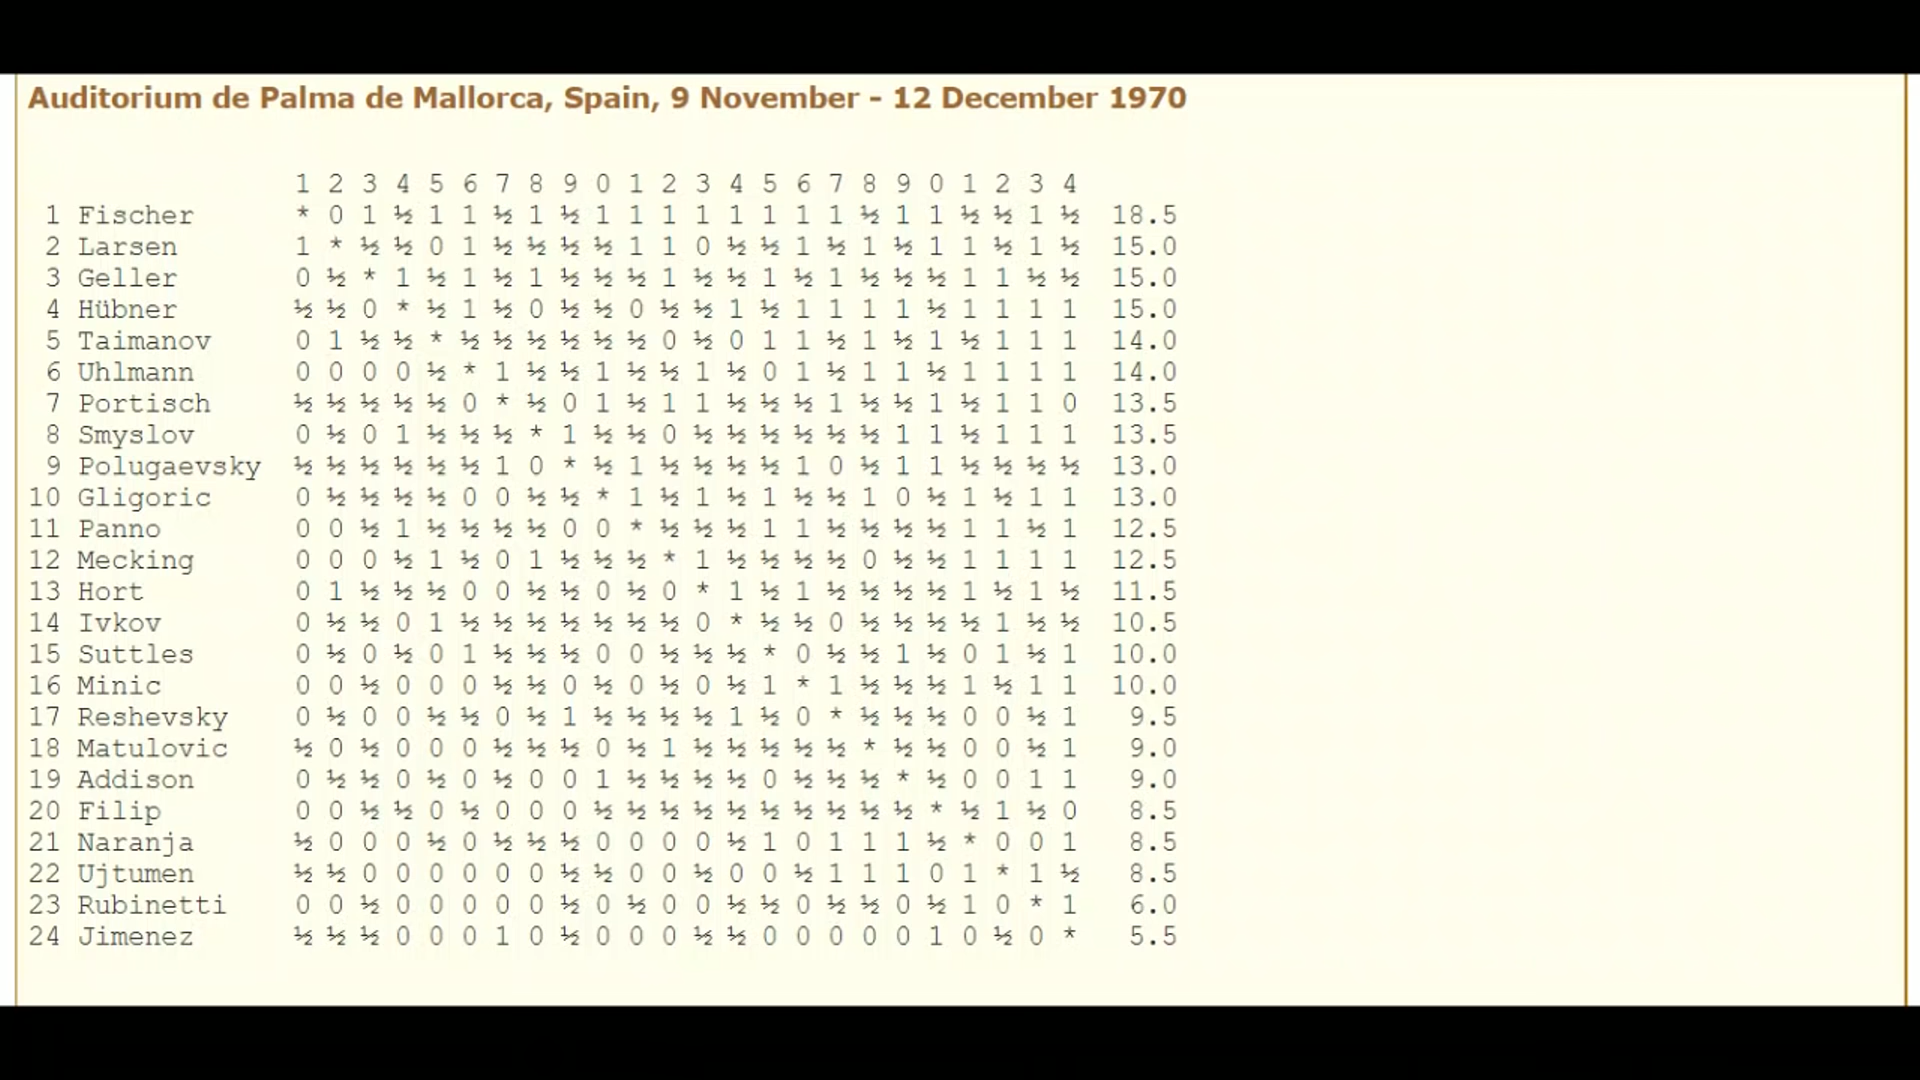 Auditorium de Palma de Mallorca, Spain, 9 November - 12 December 1970
1 2 3 4 5 6 7 8 9 0 1 2 3 4 5 6 7 8 9 0 1 2 3 4
1 Fischer * 0 1 ½ 1 1 ½ 1 ½ 1 1 1 1 1 1 1 1 ½ 1 1 ½ ½ 1 ½ 18.5
2 Larsen 1 * ½ ½ 0 1 ½ ½ ½ ½ 1 1 0 ½ ½ 1 ½ 1 ½ 1 1 ½ 1 ½ 15.0
3 Geller 0 ½ * 1 ½ 1 ½ 1 ½ ½ ½ 1 ½ ½ 1 ½ 1 ½ ½ ½ 1 1 ½ ½ 15.0
4 Hübner ½ ½ 0 * ½ 1 ½ 0 ½ ½ 0 ½ ½ 1 ½ 1 1 1 1 ½ 1 1 1 1 15.0
5 Taimanov 0 1 ½ ½ * ½ ½ ½ ½ ½ ½ 0 ½ 0 1 1 ½ 1 ½ 1 ½ 1 1 1 14.0
6 Uhlmann 0 0 0 0 ½ * 1 ½ ½ 1 ½ ½ 1 ½ 0 1 ½ 1 1 ½ 1 1 1 1 14.0
7 Portisch ½ ½ ½ ½ ½ 0 * ½ 0 1 ½ 1 1 ½ ½ ½ 1 ½ ½ 1 ½ 1 1 0 13.5
8 Smyslov 0 ½ 0 1 ½ ½ ½ * 1 ½ ½ 0 ½ ½ ½ ½ ½ ½ 1 1 ½ 1 1 1 13.5
9 Polugaevsky ½ ½ ½ ½ ½ ½ 1 0 * ½ 1 ½ ½ ½ ½ 1 0 ½ 1 1 ½ ½ ½ ½ 13.0
10 Gligoric 0 ½ ½ ½ ½ 0 0 ½ ½ * 1 ½ 1 ½ 1 ½ ½ 1 0 ½ 1 ½ 1 1 13.0
11 Panno 0 0 ½ 1 ½ ½ ½ ½ 0 0 * ½ ½ ½ 1 1 ½ ½ ½ ½ 1 1 ½ 1 12.5
12 Mecking 0 0 0 ½ 1 ½ 0 1 ½ ½ ½ * 1 ½ ½ ½ ½ 0 ½ ½ 1 1 1 1 12.5
13 Hort 0 1 ½ ½ ½ 0 0 ½ ½ 0 ½ 0 * 1 ½ 1 ½ ½ ½ ½ 1 ½ 1 ½ 11.5
14 Ivkov 0 ½ ½ 0 1 ½ ½ ½ ½ ½ ½ ½ 0 * ½ ½ 0 ½ ½ ½ ½ 1 ½ ½ 10.5
15 Suttles 0 ½ 0 ½ 0 1 ½ ½ ½ 0 0 ½ ½ ½ * 0 ½ ½ 1 ½ 0 1 ½ 1 10.0
16 Minic 0 0 ½ 0 0 0 ½ ½ 0 ½ 0 ½ 0 ½ 1 * 1 ½ ½ ½ 1 ½ 1 1 10.0
17 Reshevsky 0 ½ 0 0 ½ ½ 0 ½ 1 ½ ½ ½ ½ 1 ½ 0 * ½ ½ ½ 0 0 ½ 1 9.5
18 Matulovic ½ 0 ½ 0 0 0 ½ ½ ½ 0 ½ 1 ½ ½ ½ ½ ½ * ½ ½ 0 0 ½ 1 9.0
19 Addison 0 ½ ½ 0 ½ 0 ½ 0 0 1 ½ ½ ½ ½ 0 ½ ½ ½ * ½ 0 0 1 1 9.0
20 Filip 0 0 ½ ½ 0 ½ 0 0 0 ½ ½ ½ ½ ½ ½ ½ ½ ½ ½ * ½ 1 ½ 0 8.5
21 Naranja ½ 0 0 0 ½ 0 ½ ½ ½ 0 0 0 0 ½ 1 0 1 1 1 ½ * 0 0 1 8.5
22 Ujtumen ½ ½ 0 0 0 0 0 0 ½ ½ 0 0 ½ 0 0 ½ 1 1 1 0 1 * 1 ½ 8.5
23 Rubinetti 0 0 ½ 0 0 0 0 0 ½ 0 ½ 0 0 ½ ½ 0 ½ ½ 0 ½ 1 0 * 1 6.0
24 Jimenez ½ ½ ½ 0 0 0 1 0 ½ 0 0 0 ½ ½ 0 0 0 0 0 1 0 ½ 0 * 5.5